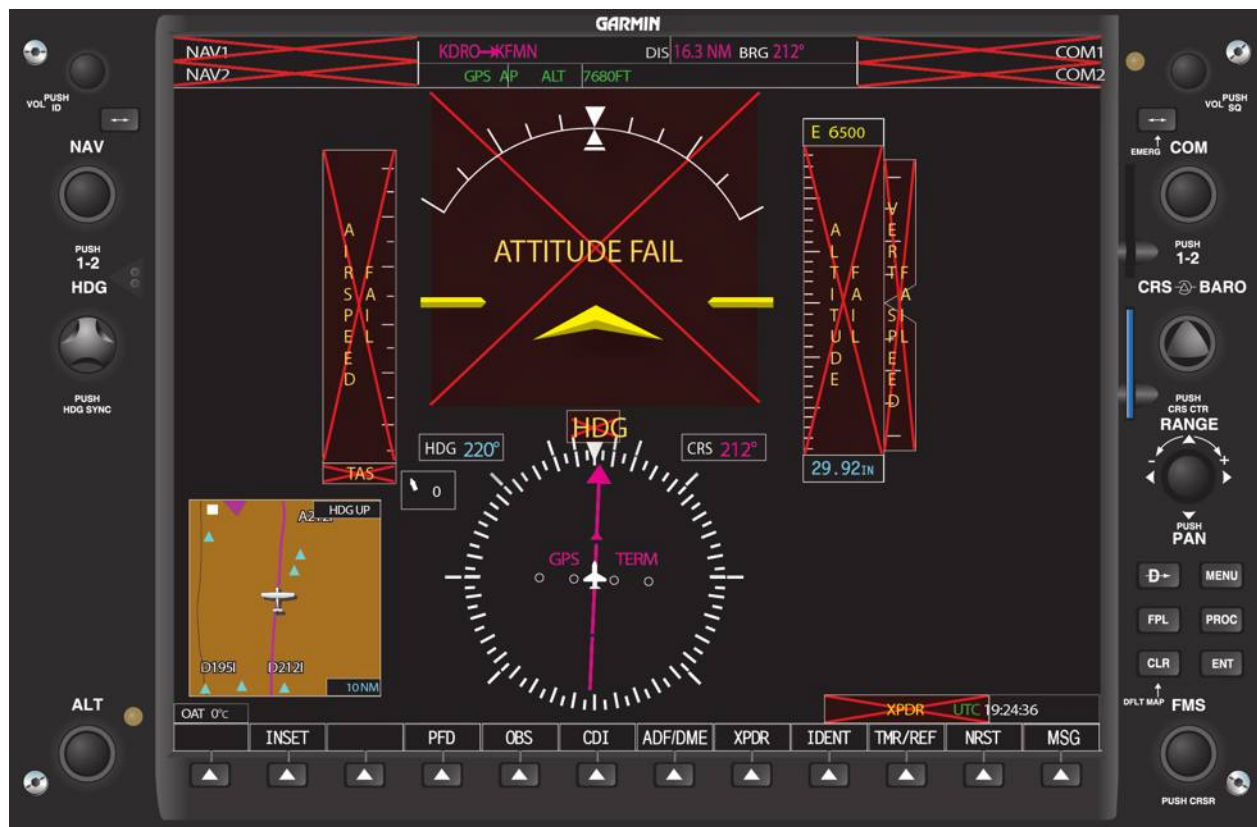 GARMIN
NAV1
NAV2
KDRO→KFMN
DIS 16.3 NM BRG 212°
GPS AP ALT 7680FT
COM1
COM2
VOL PUSH ID
NAV
PUSH
1-2
HDG
PUSH
HDG SYNC
ALT
AIRSPEED FAIL
TAS
ATTITUDE FAIL
E 6500
ALTITUDE FAIL
VERT SPEED FAIL
29.92IN
HDG
HDG 220°
CRS 212°
0
GPS TERM
HDG UP
D195I D212I
10 NM
OAT 0°C
XPDR UTC 19:24:36
INSET PFD OBS CDI ADF/DME XPDR IDENT TMR/REF NRST MSG
VOL PUSH SQ
EMERG COM
PUSH
1-2
CRS BARO
PUSH
CRS CTR
RANGE
- +
PUSH
PAN
D MENU
FPL PROC
CLR ENT
DFLT MAP FMS
PUSH CRSR